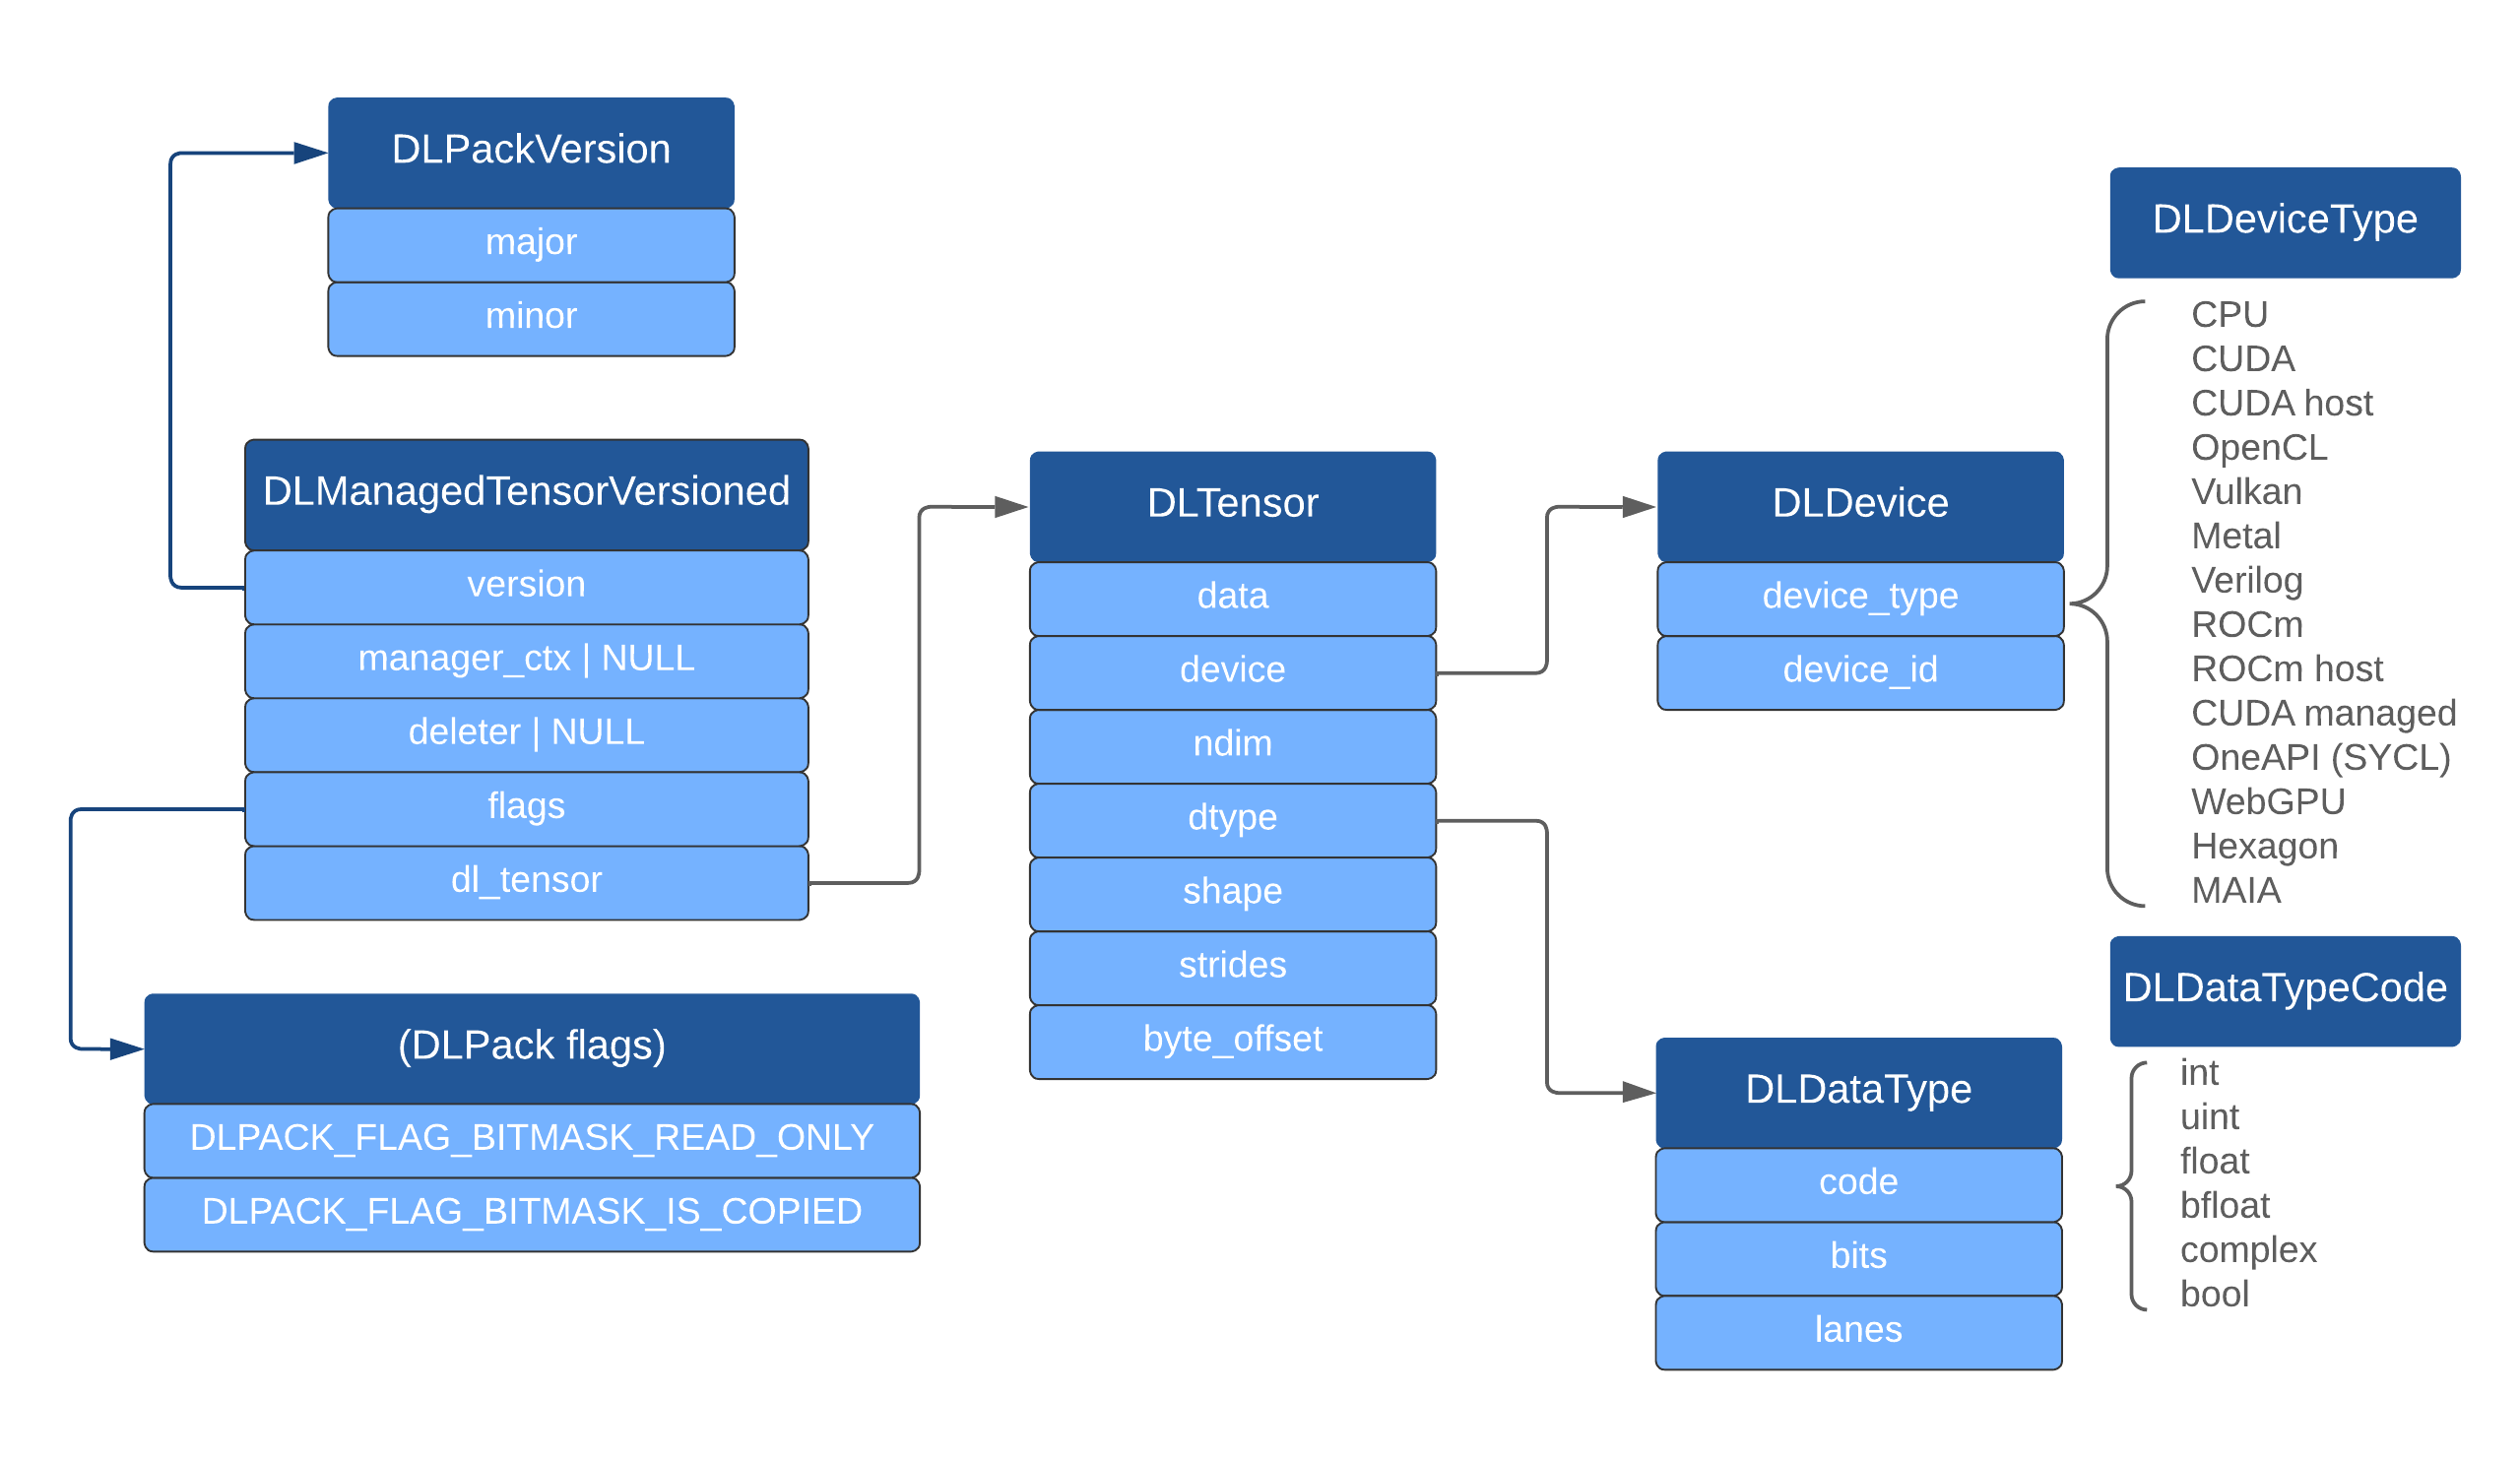 DLPackVersion
major
minor
DLManagedTensorVersioned
version
manager_ctx | NULL
deleter | NULL
flags
dl_tensor
(DLPack flags)
DLPACK_FLAG_BITMASK_READ_ONLY
DLPACK_FLAG_BITMASK_IS_COPIED
DLTensor
data
device
ndim
dtype
shape
strides
byte_offset
DLDevice
device_type
device_id
DLDataType
code
bits
lanes
DLDeviceType
CPU
CUDA
CUDA host
OpenCL
Vulkan
Metal
Verilog
ROCm
ROCm host
CUDA managed
OneAPI (SYCL)
WebGPU
Hexagon
MAIA
DLDataTypeCode
int
uint
float
bfloat
complex
bool